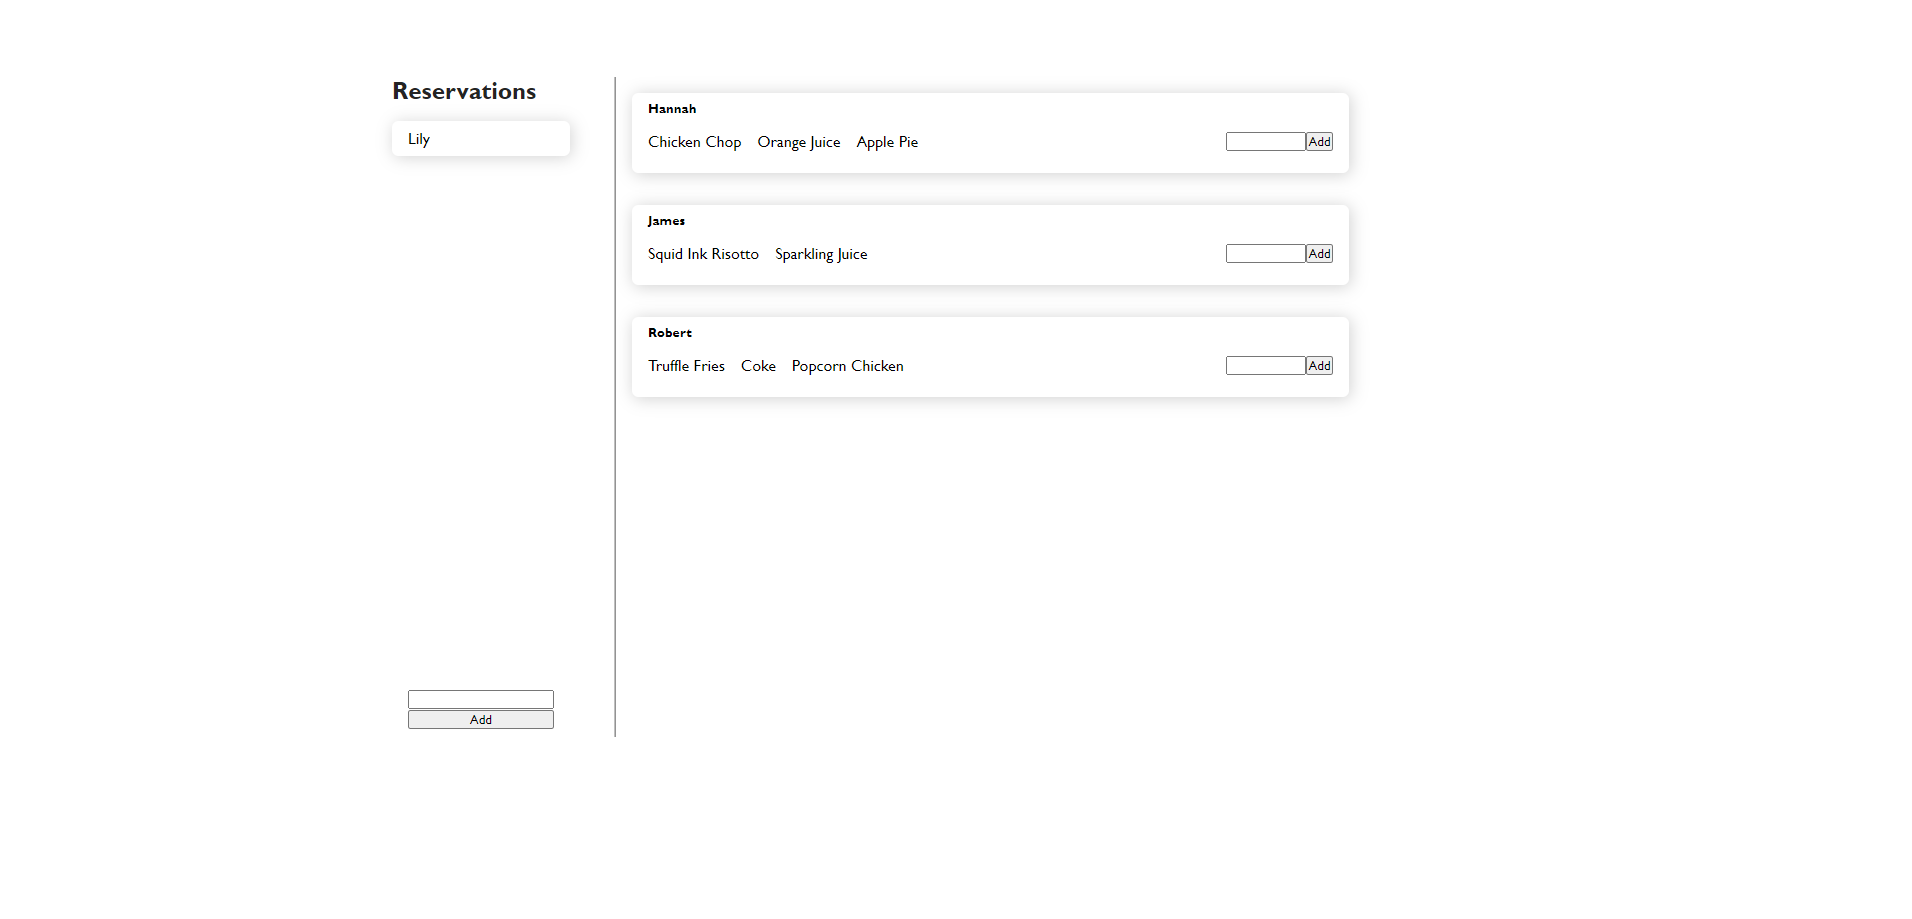 Reservations
Lily
Add
Hannah
Chicken Chop Orange Juice Apple Pie Add
James
Squid Ink Risotto Sparkling Juice Add
Robert
Truffle Fries Coke Popcorn Chicken Add